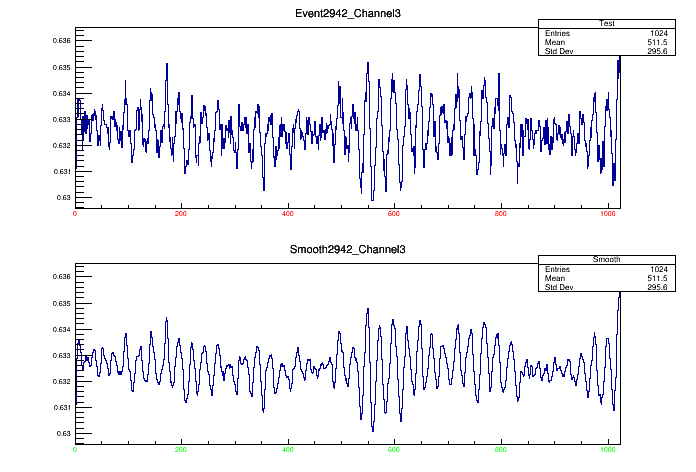 Event2942_Channel3
Test
Entries 1024
Mean 511.5
Std Dev 295.6
0.636
0.635
0.634
0.633
0.632
0.631
0.63
0 200 400 600 800 1000
Smooth2942_Channel3
Smooth
Entries 1024
Mean 511.5
Std Dev 295.6
0.636
0.635
0.634
0.633
0.632
0.631
0.63
0 200 400 600 800 1000